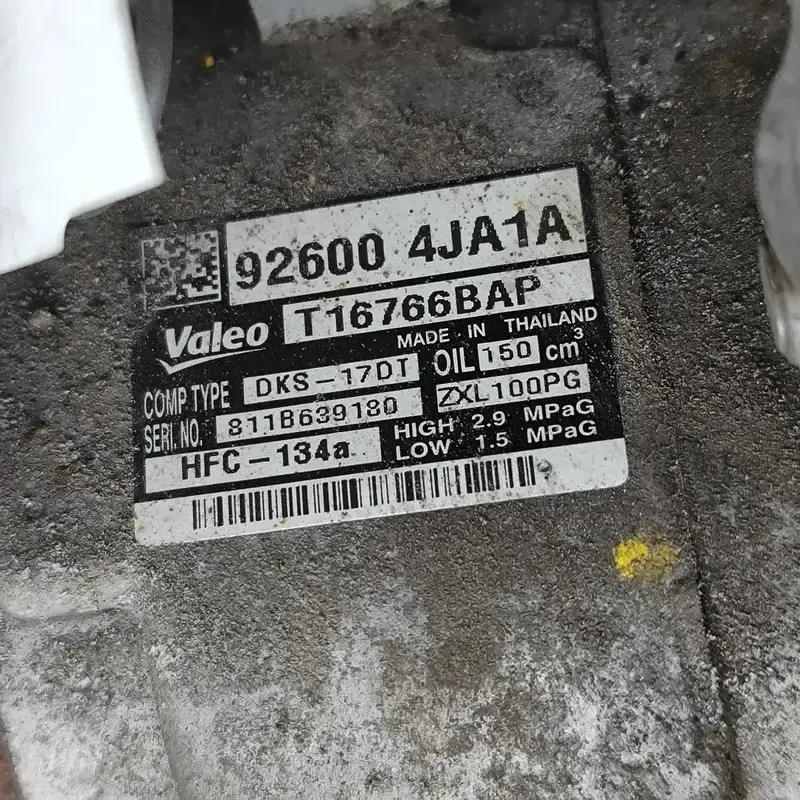 92600 4JA1A
Valeo T16766BAP
MADE IN THAILAND
COMP TYPE DKS-17DT OIL 150 cm³
SERI. NO. 811B639180 ZXL100PG
HFC-134a HIGH 2.9 MPaG
LOW 1.5 MPaG